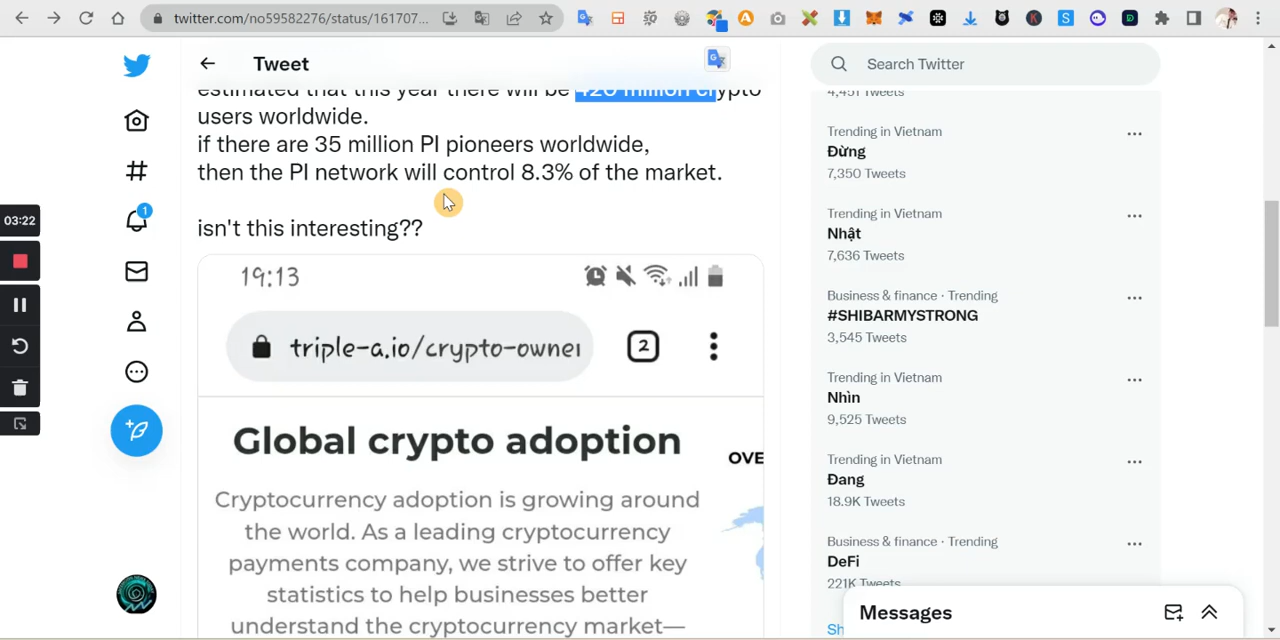 twitter.com/no59582276/status/161707...
Tweet
estimated that this year there will be 420 million crypto
users worldwide.
if there are 35 million PI pioneers worldwide,
then the PI network will control 8.3% of the market.
isn't this interesting??
19:13
triple-a.io/crypto-owner
2
Global crypto adoption
OVE
Cryptocurrency adoption is growing around
the world. As a leading cryptocurrency
payments company, we strive to offer key
statistics to help businesses better
understand the cryptocurrency market—
1
03:22
Search Twitter
4,451 Tweets
Trending in Vietnam
Đừng
7,350 Tweets
Trending in Vietnam
Nhật
7,636 Tweets
Business & finance · Trending
#SHIBARMYSTRONG
3,545 Tweets
Trending in Vietnam
Nhìn
9,525 Tweets
Trending in Vietnam
Đang
18.9K Tweets
Business & finance · Trending
DeFi
221K Tweets
Sh
Messages